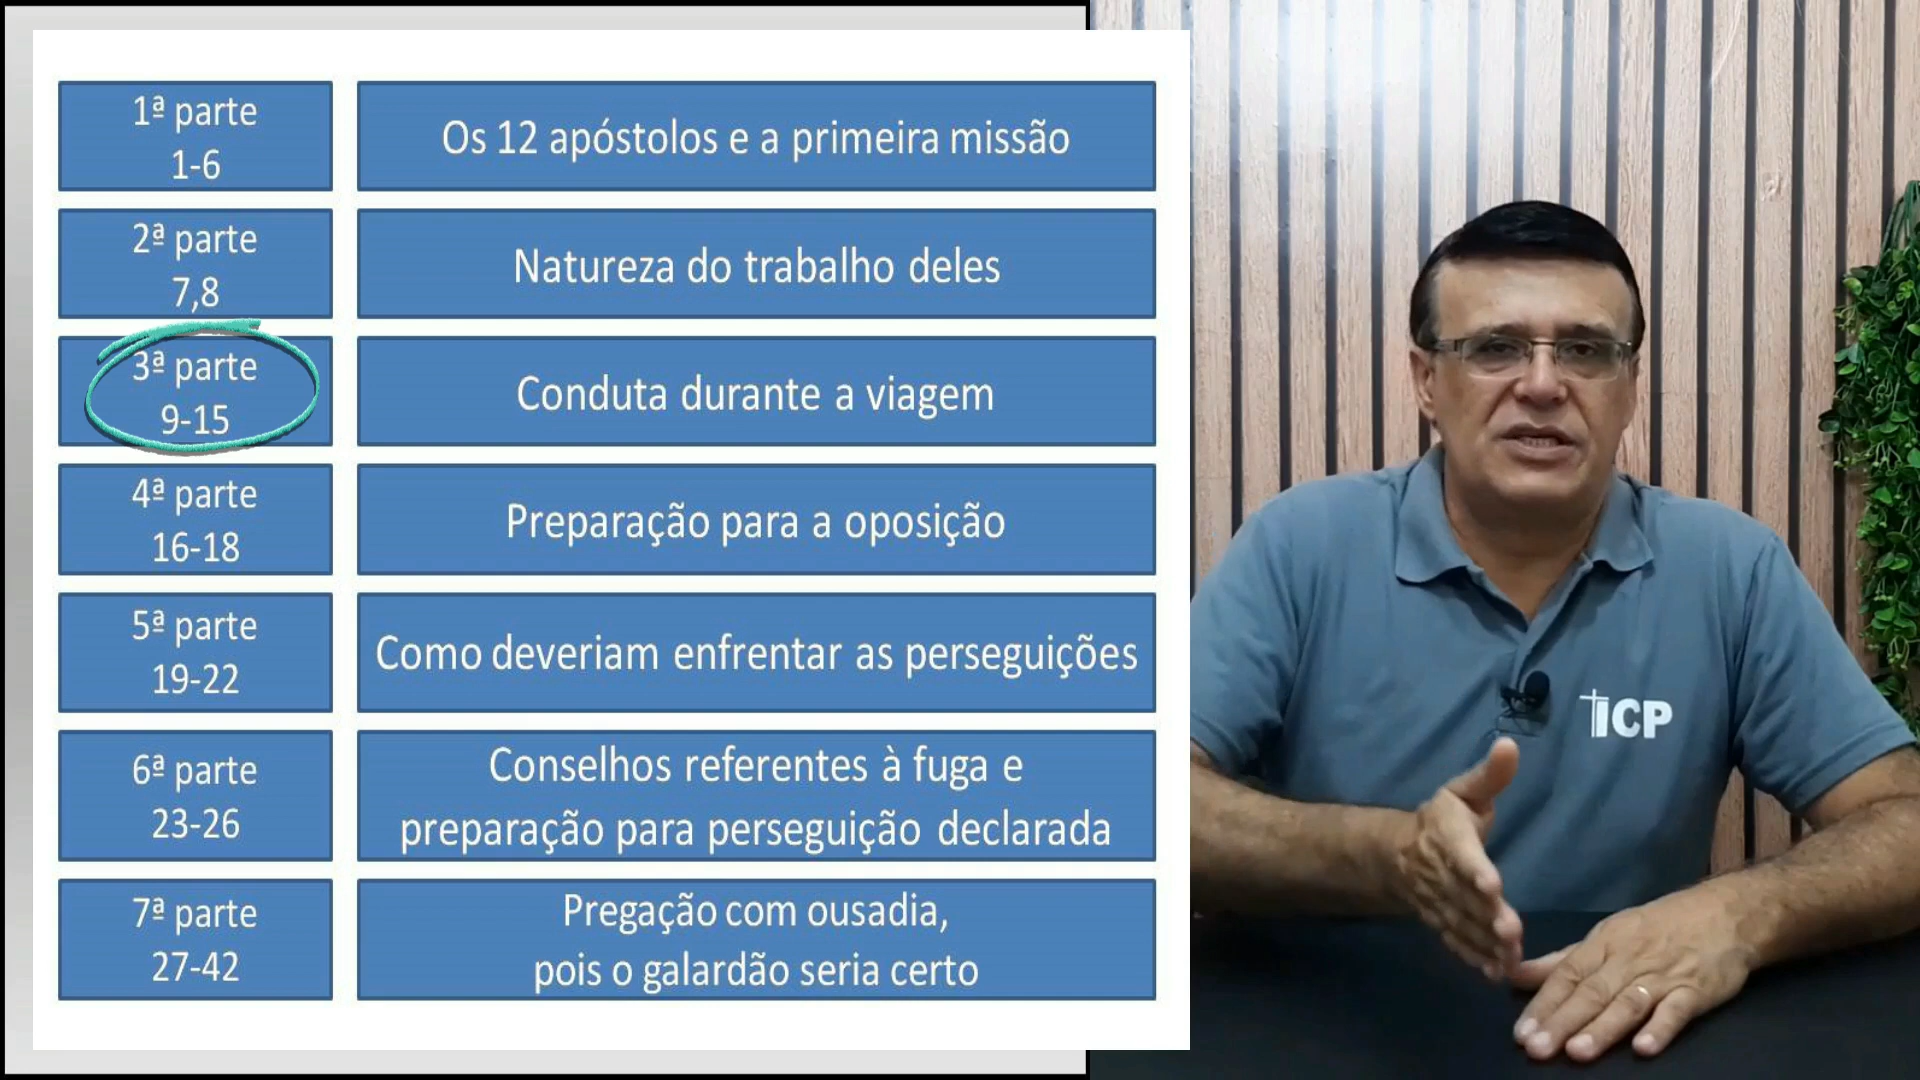 1ª parte
1-6
Os 12 apóstolos e a primeira missão
2ª parte
7,8
Natureza do trabalho deles
3ª parte
9-15
Conduta durante a viagem
4ª parte
16-18
Preparação para a oposição
5ª parte
19-22
Como deveriam enfrentar as perseguições
6ª parte
23-26
Conselhos referentes à fuga e
preparação para perseguição declarada
7ª parte
27-42
Pregação com ousadia,
pois o galardão seria certo
ICP